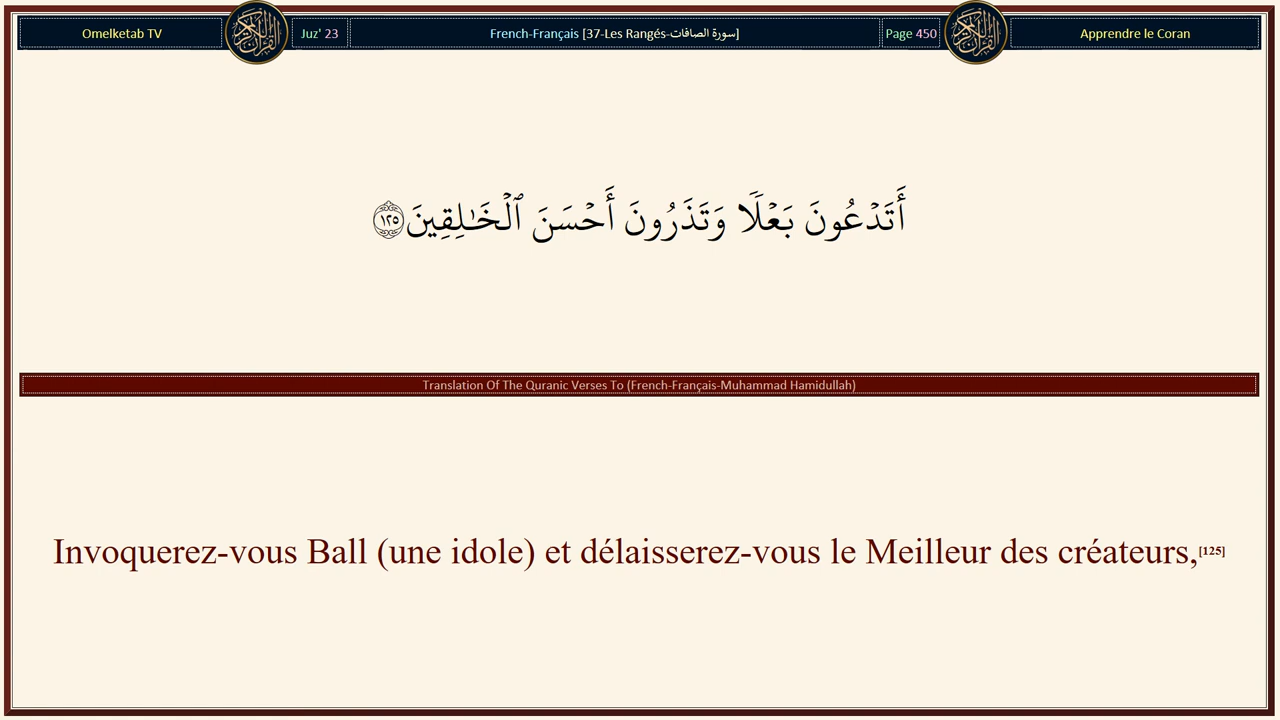 Omelketab TV
Juz' 23
French-Français [37-Les Rangés-سورة الصافات]
Page 450
Apprendre le Coran
أَتَدۡعُونَ بَعۡلٗا وَتَذَرُونَ أَحۡسَنَ ٱلۡخَٰلِقِينَ ١٢٥
Translation Of The Quranic Verses To (French-Français-Muhammad Hamidullah)
Invoquerez-vous Ball (une idole) et délaisserez-vous le Meilleur des créateurs,[125]